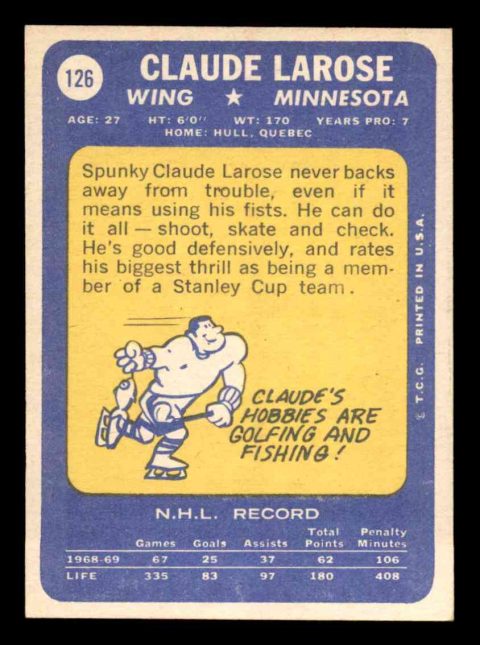 126
CLAUDE LAROSE
WING ★ MINNESOTA
AGE: 27 HT: 6'0" WT: 170 YEARS PRO: 7
HOME: HULL, QUEBEC
Spunky Claude Larose never backs
away from trouble, even if it
means using his fists. He can do
it all — shoot, skate and check.
He's good defensively, and rates
his biggest thrill as being a mem-
ber of a Stanley Cup team.
CLAUDE'S
HOBBIES ARE
GOLFING AND
FISHING!
© T.C.G. PRINTED IN U.S.A.
N.H.L. RECORD
Games Goals Assists Total Points Penalty Minutes
1968-69 67 25 37 62 106
LIFE 335 83 97 180 408